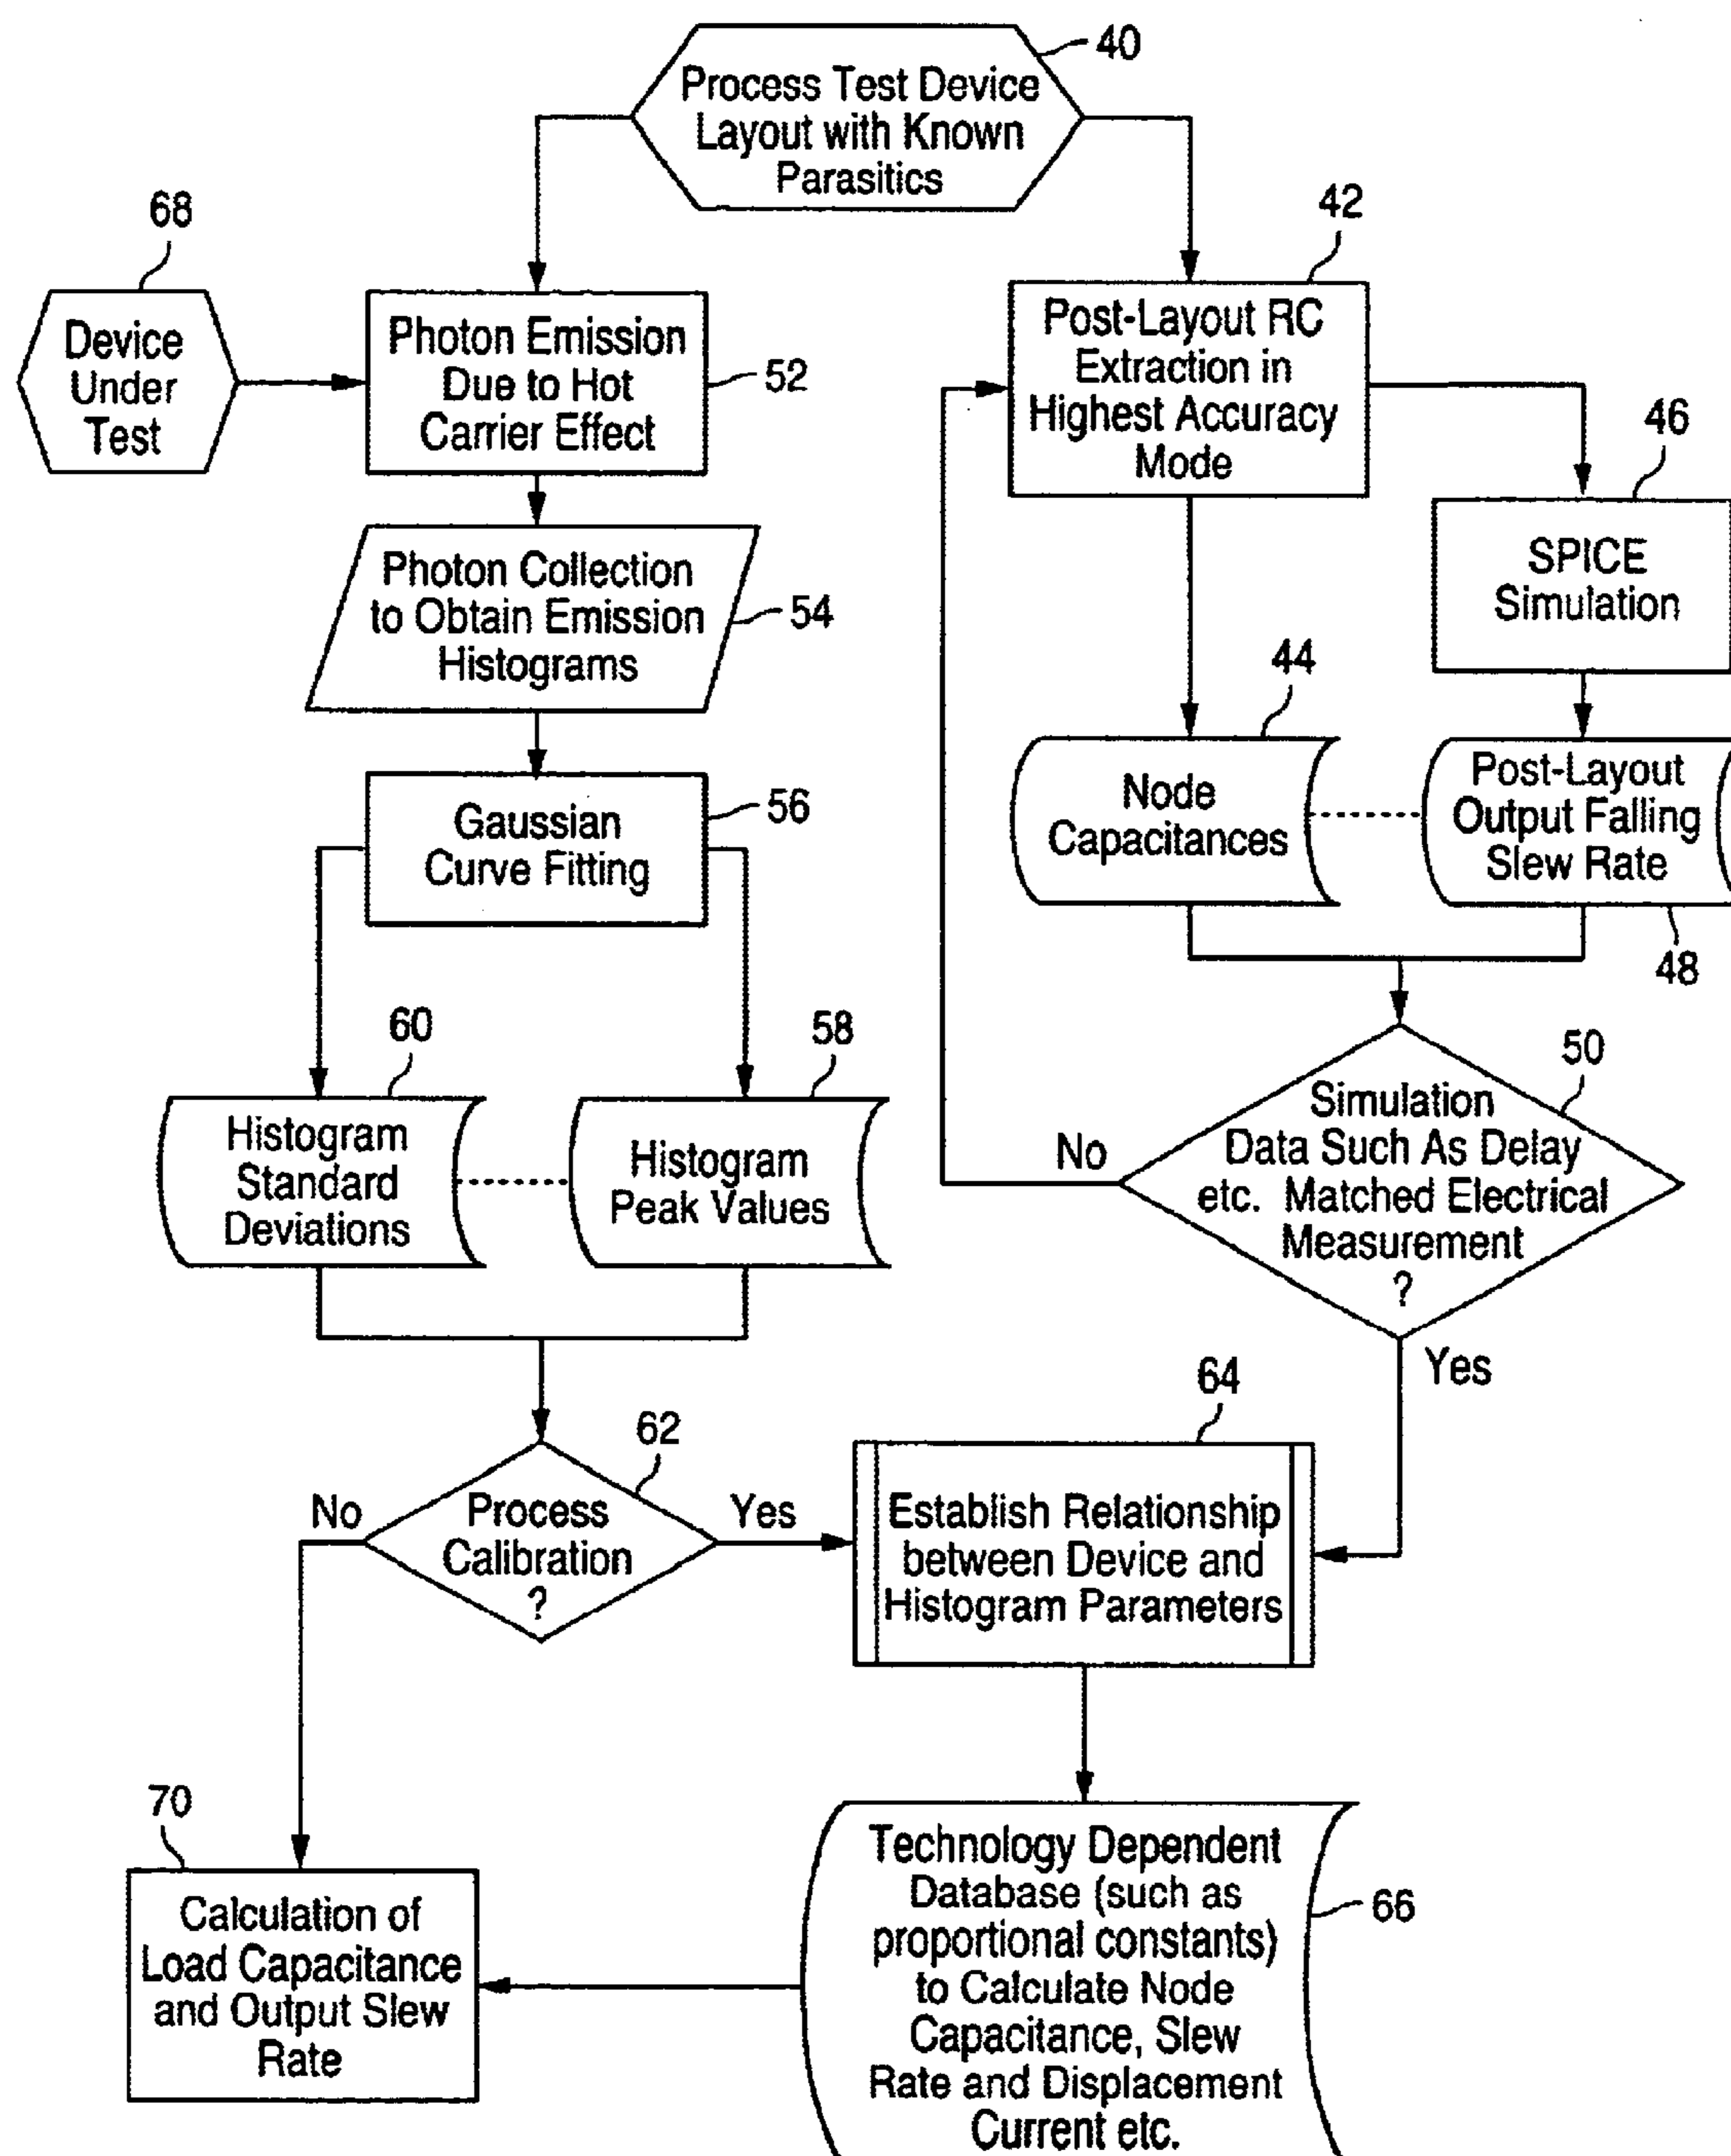 40
Process Test Device
Layout with Known
Parasitics
68
Device
Under
Test
Photon Emission
Due to Hot
Carrier Effect
52
42
Post-Layout RC
Extraction in
Highest Accuracy
Mode
46
SPICE
Simulation
Photon Collection
to Obtain Emission
Histograms
54
44
Node
Capacitances
Post-Layout
Output Falling
Slew Rate
48
Gaussian
Curve Fitting
56
60
Histogram
Standard
Deviations
58
Histogram
Peak Values
50
Simulation
Data Such As Delay
etc. Matched Electrical
Measurement
?
No
Yes
62
Process
Calibration
?
No
Yes
64
Establish Relationship
between Device and
Histogram Parameters
70
Calculation of
Load Capacitance
and Output Slew
Rate
Technology Dependent
Database (such as
proportional constants)
to Calculate Node
Capacitance, Slew
Rate and Displacement
Current etc.
66